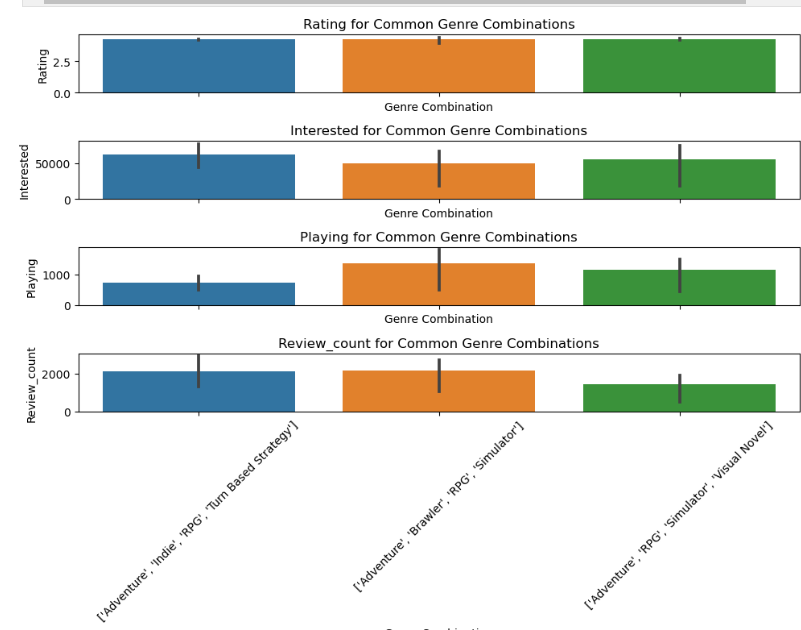 Rating for Common Genre Combinations
Rating
2.5
0.0
Genre Combination
Interested for Common Genre Combinations
Interested
50000
0
Genre Combination
Playing for Common Genre Combinations
Playing
1000
0
Genre Combination
Review_count for Common Genre Combinations
Review_count
2000
0
['Adventure', 'Indie', 'RPG', 'Turn Based Strategy']
['Adventure', 'Brawler', 'RPG', 'Simulator']
['Adventure', 'RPG', 'Simulator', 'Visual Novel']